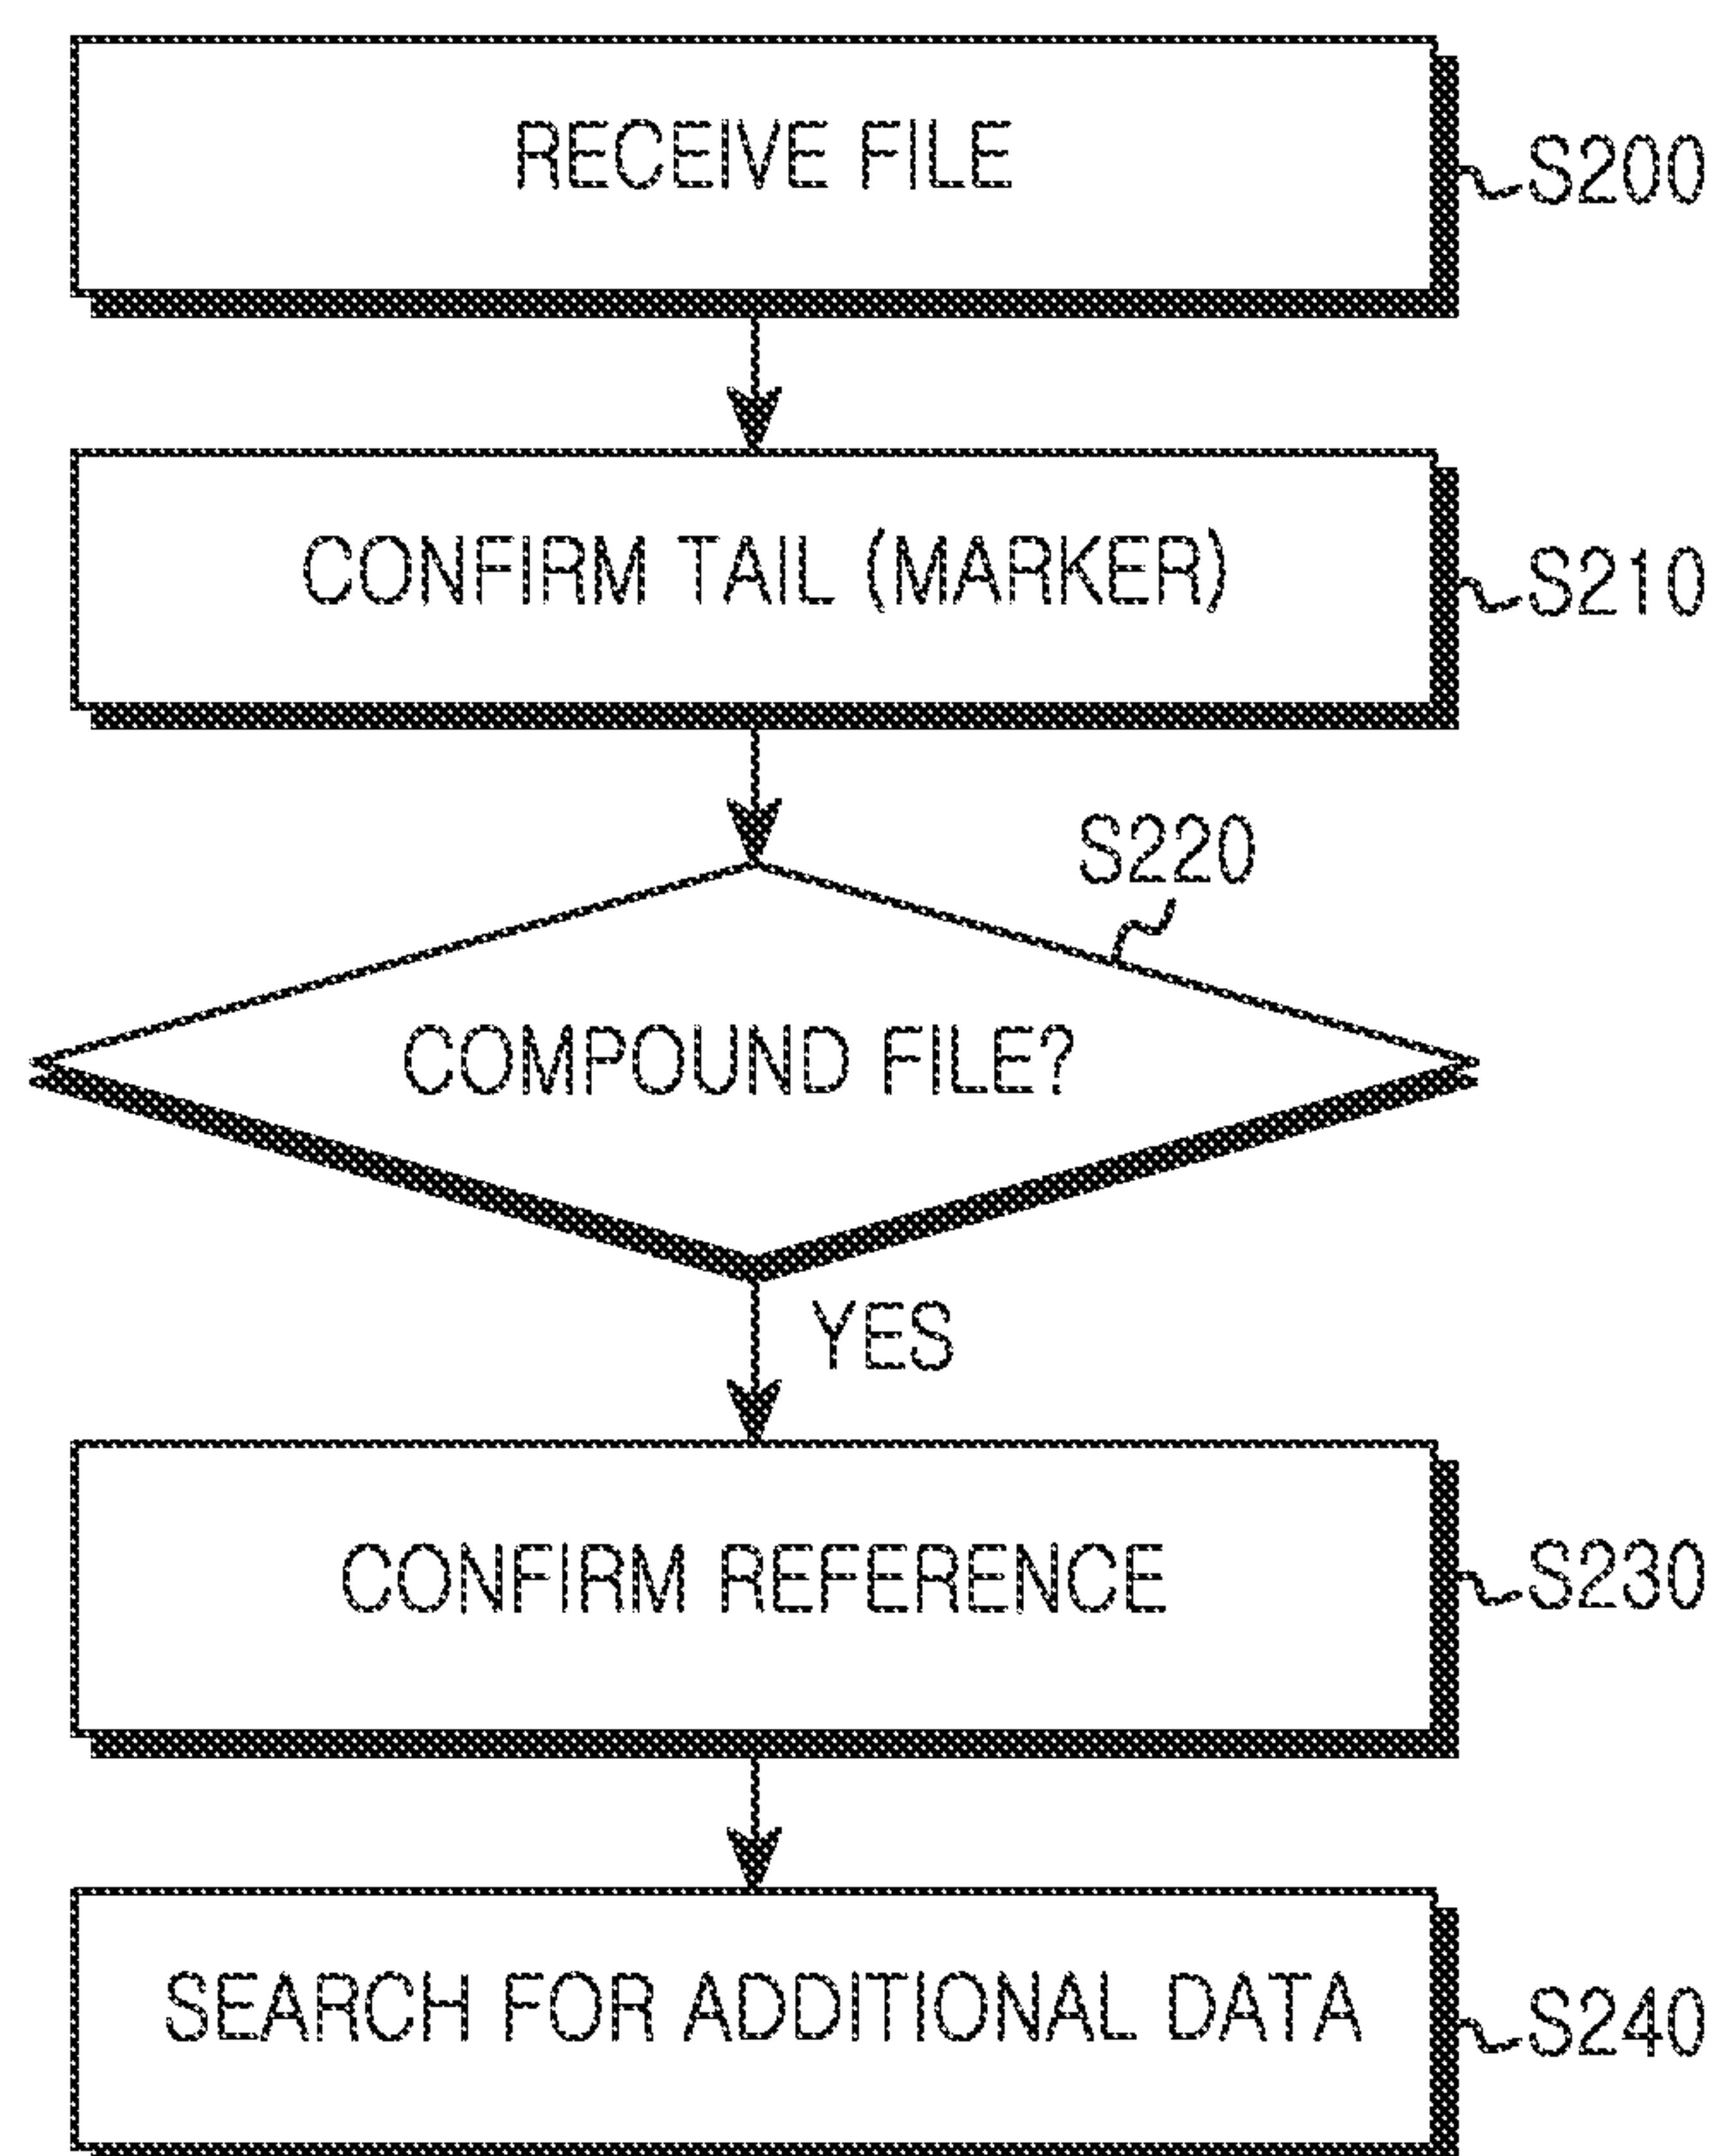 RECEIVE FILE
S200
CONFIRM TAIL (MARKER)
S210
S220
COMPOUND FILE?
YES
CONFIRM REFERENCE
S230
SEARCH FOR ADDITIONAL DATA
S240